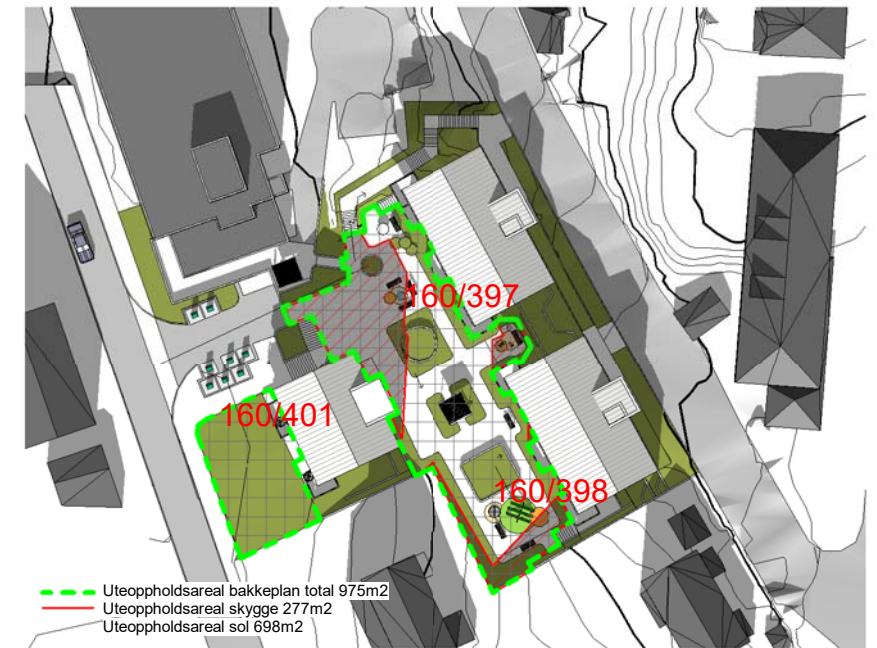 160/397
160/401
160/398
Uteoppholdsareal bakkeplan total 975m2
Uteoppholdsareal skygge 277m2
Uteoppholdsareal sol 698m2